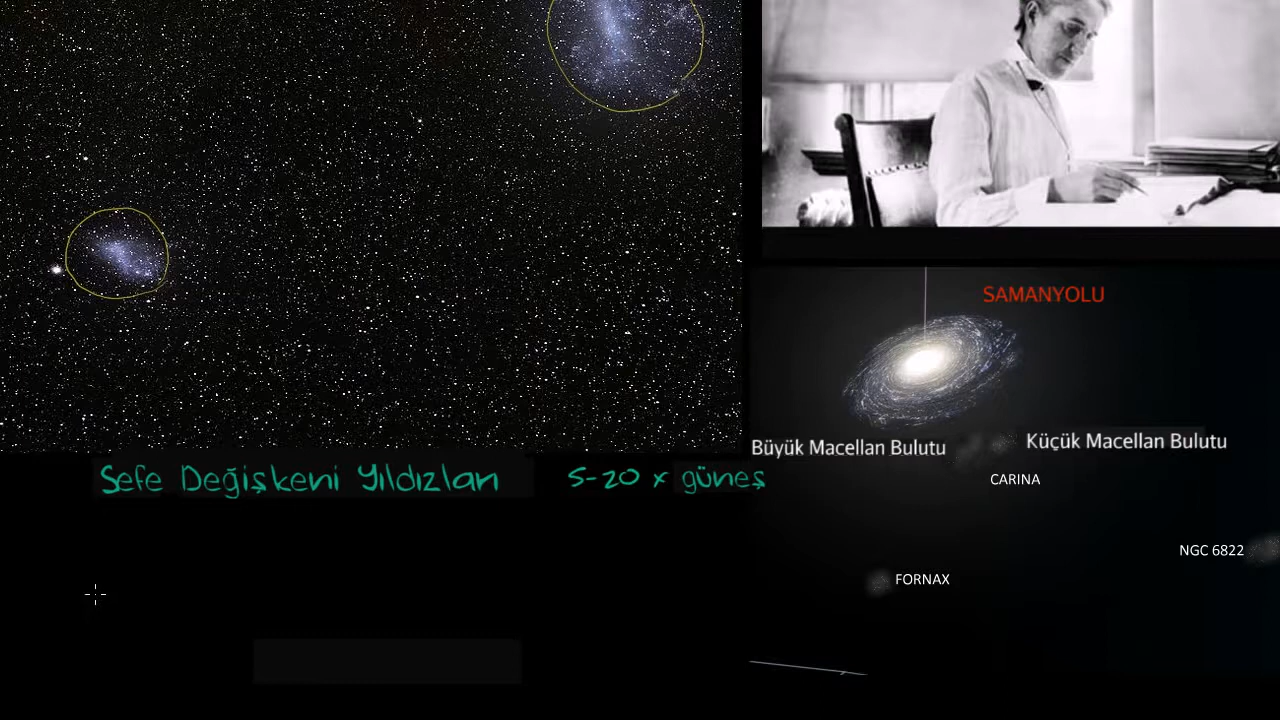 Sefe Değişkeni Yıldızları 5-20 x güneş
SAMANYOLU
Büyük Macellan Bulutu
Küçük Macellan Bulutu
CARINA
NGC 6822
FORNAX